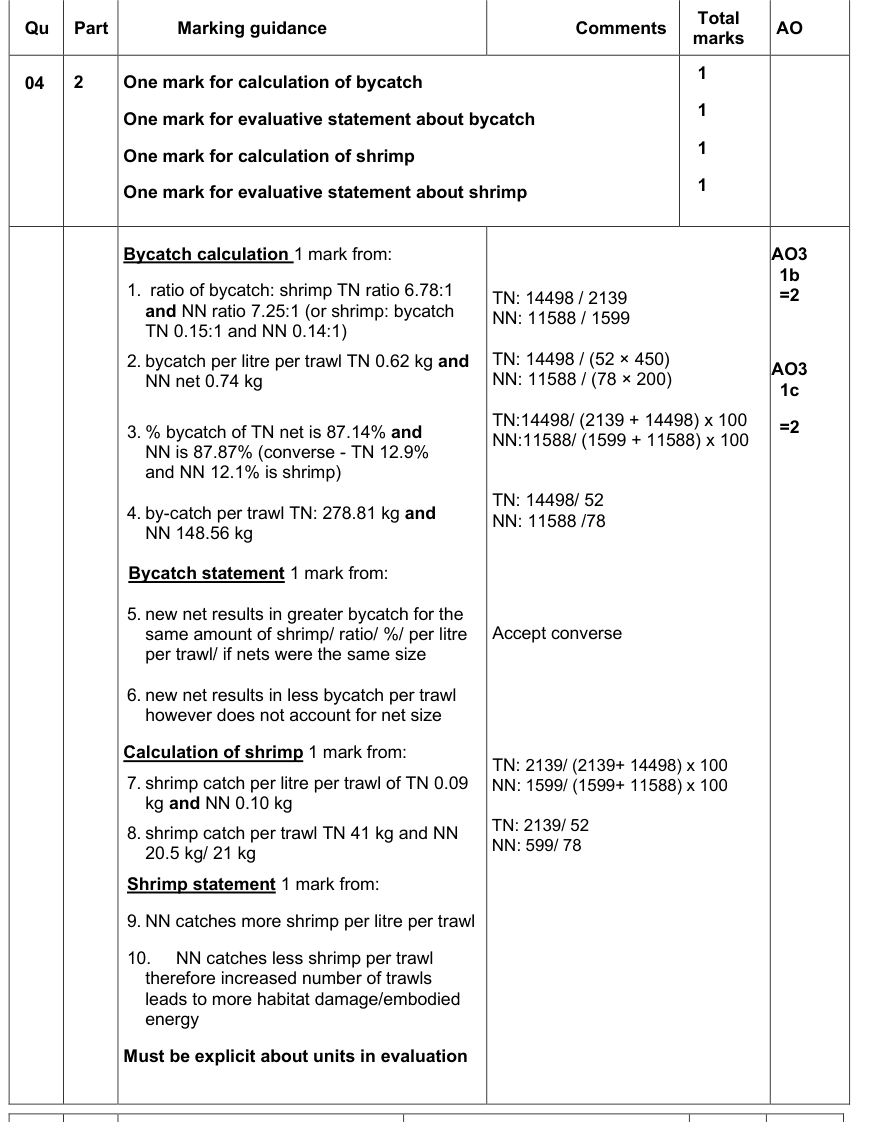 Qu Part Marking guidance Comments Total marks AO
04 2 One mark for calculation of bycatch 1
One mark for evaluative statement about bycatch 1
One mark for calculation of shrimp 1
One mark for evaluative statement about shrimp 1
Bycatch calculation 1 mark from:
1. ratio of bycatch: shrimp TN ratio 6.78:1
and NN ratio 7.25:1 (or shrimp: bycatch
TN 0.15:1 and NN 0.14:1)
2. bycatch per litre per trawl TN 0.62 kg and
NN net 0.74 kg
3. % bycatch of TN net is 87.14% and
NN is 87.87% (converse - TN 12.9%
and NN 12.1% is shrimp)
4. by-catch per trawl TN: 278.81 kg and
NN 148.56 kg
Bycatch statement 1 mark from:
5. new net results in greater bycatch for the
same amount of shrimp/ ratio/ %/ per litre
per trawl/ if nets were the same size
6. new net results in less bycatch per trawl
however does not account for net size
Calculation of shrimp 1 mark from:
7. shrimp catch per litre per trawl of TN 0.09
kg and NN 0.10 kg
8. shrimp catch per trawl TN 41 kg and NN
20.5 kg/ 21 kg
Shrimp statement 1 mark from:
9. NN catches more shrimp per litre per trawl
10. NN catches less shrimp per trawl
therefore increased number of trawls
leads to more habitat damage/embodied
energy
Must be explicit about units in evaluation
TN: 14498 / 2139
NN: 11588 / 1599
TN: 14498 / (52 × 450)
NN: 11588 / (78 × 200)
TN:14498/ (2139 + 14498) x 100
NN:11588/ (1599 + 11588) x 100
TN: 14498/ 52
NN: 11588 /78
Accept converse
TN: 2139/ (2139+ 14498) x 100
NN: 1599/ (1599+ 11588) x 100
TN: 2139/ 52
NN: 599/ 78
AO3
1b
=2
AO3
1c
=2